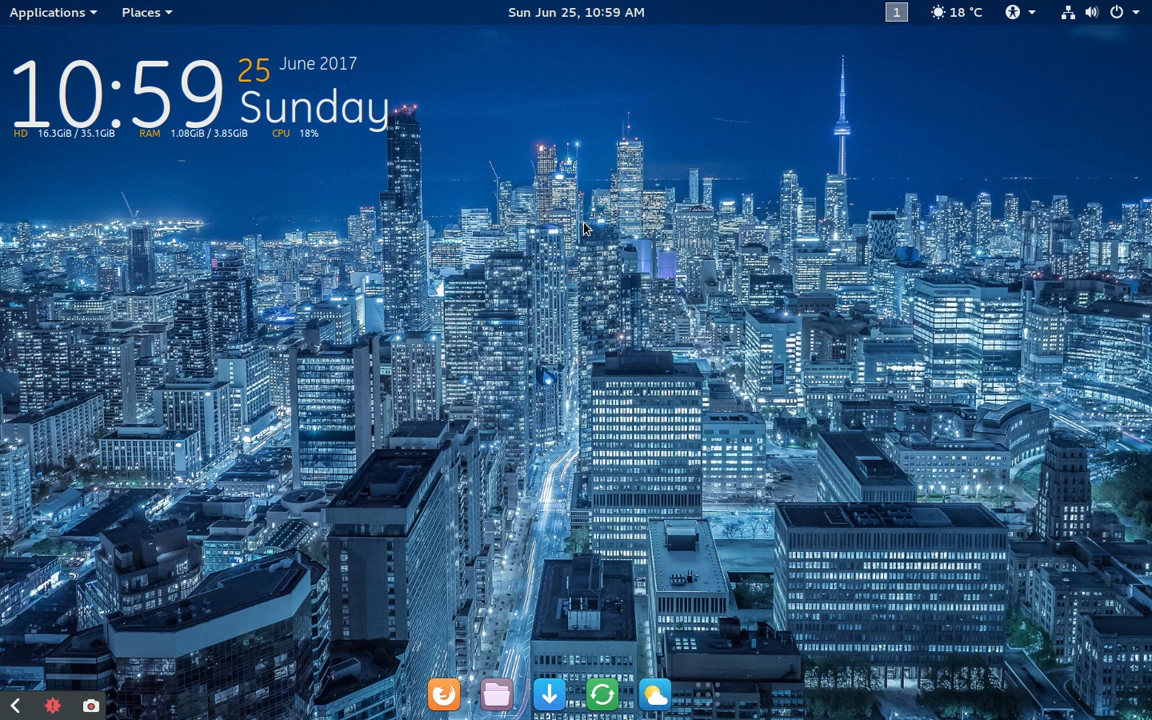 Applications Places Sun Jun 25, 10:59 AM 1 18 °C
10:59 25 June 2017
Sunday
HD 16.3GiB / 35.1GiB RAM 1.08GiB / 3.85GiB CPU 18%